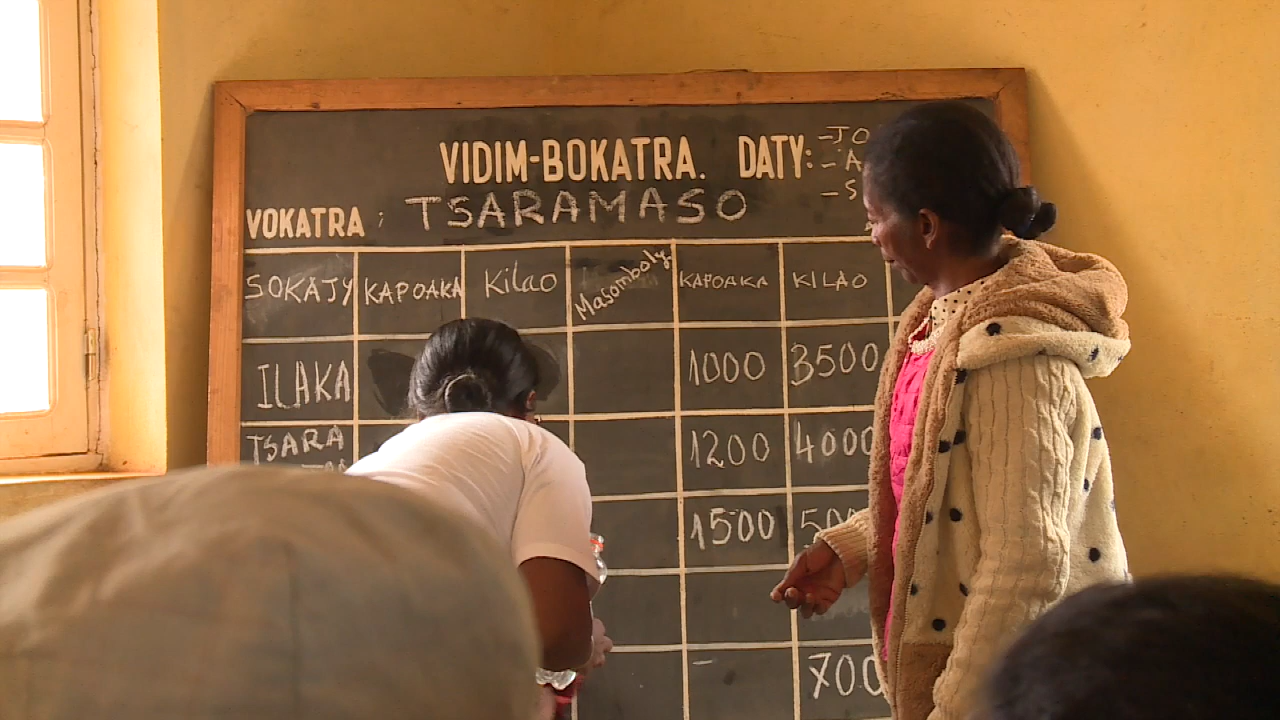 VIDIM-BOKATRA. DATY: -JO
- A
- S
VOKATRA : TSARAMASO
SOKAJY KAPOAKA Kilao Masomboly KAPOAKA KILAO
ILAKA 1000 3500
TSARA 1200 4000
1500
- 700